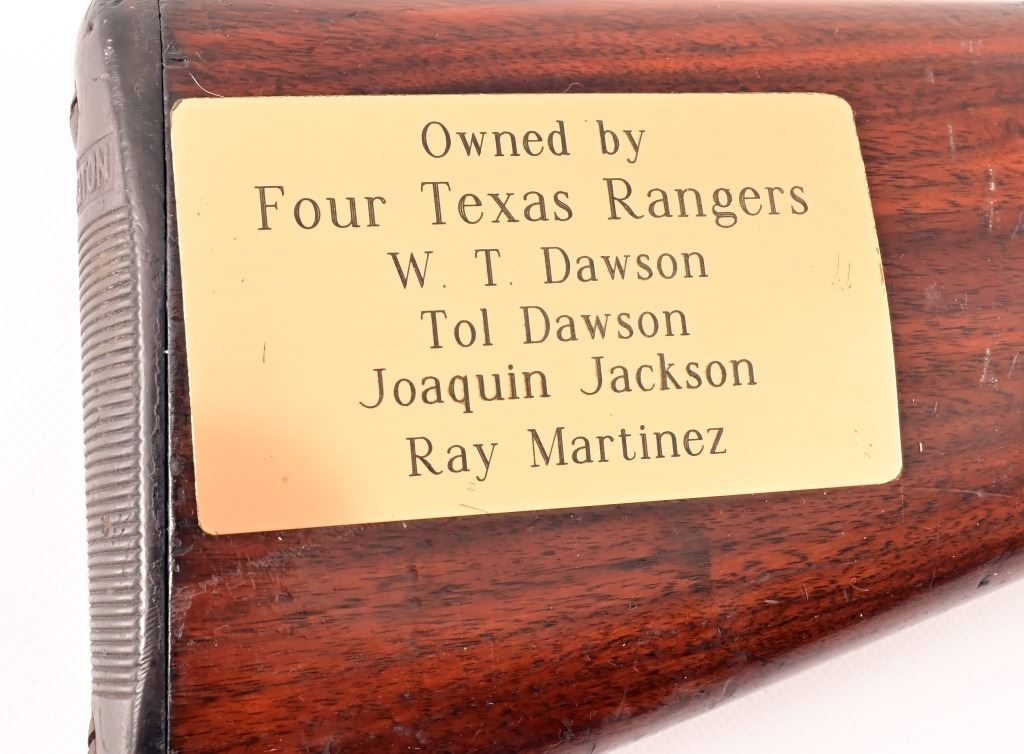 Owned by
Four Texas Rangers
W. T. Dawson
Tol Dawson
Joaquin Jackson
Ray Martinez